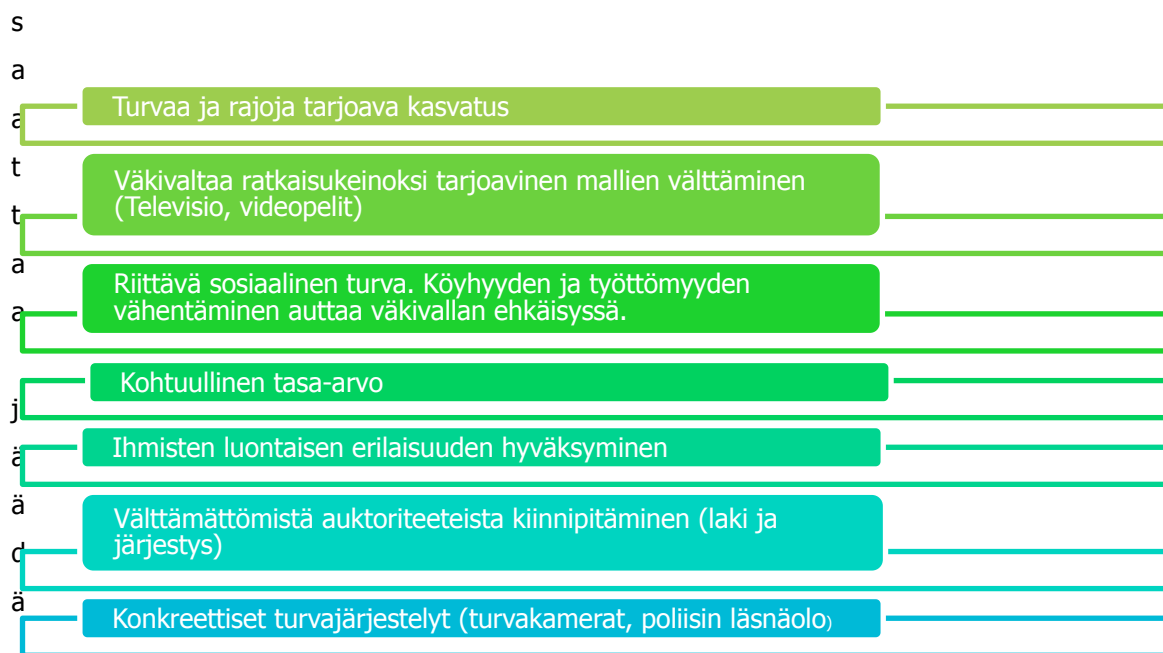 s
a
a
t
t
a
a
j
ä
ä
d
ä
Turvaa ja rajoja tarjoava kasvatus
Väkivaltaa ratkaisukeinoksi tarjoavinen mallien välttäminen
(Televisio, videopelit)
Riittävä sosiaalinen turva. Köyhyyden ja työttömyyden
vähentäminen auttaa väkivallan ehkäisyssä.
Kohtuullinen tasa-arvo
Ihmisten luontaisen erilaisuuden hyväksyminen
Välttämättömistä auktoriteeteista kiinnipitäminen (laki ja
järjestys)
Konkreettiset turvajärjestelyt (turvakamerat, poliisin läsnäolo)